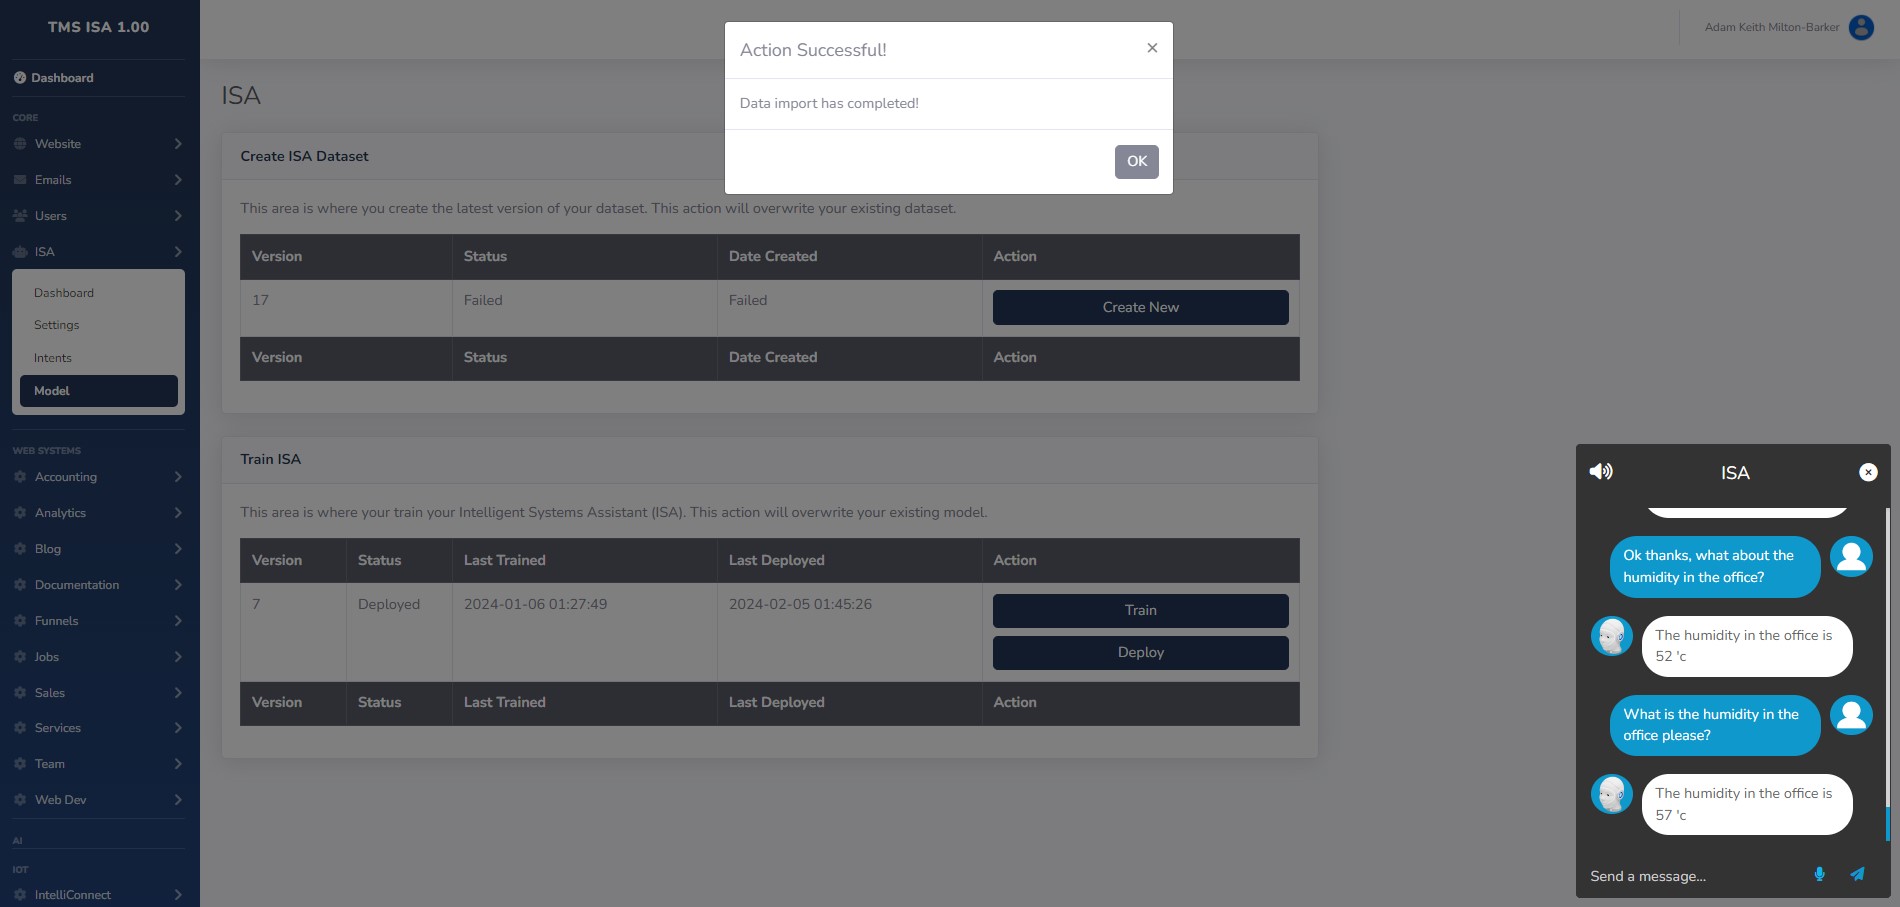 TMS ISA 1.00
Dashboard
CORE
Website
Emails
Users
ISA
Dashboard
Settings
Intents
Model
WEB SYSTEMS
Accounting
Analytics
Blog
Documentation
Funnels
Jobs
Sales
Services
Team
Web Dev
AI
IOT
IntelliConnect
Adam Keith Milton-Barker
Action Successful!
×
Data import has completed!
OK
ISA
Create ISA Dataset
This area is where you create the latest version of your dataset. This action will overwrite your existing dataset.
Version Status Date Created Action
17 Failed Failed Create New
Version Status Date Created Action
Train ISA
This area is where your train your Intelligent Systems Assistant (ISA). This action will overwrite your existing model.
Version Status Last Trained Last Deployed Action
7 Deployed 2024-01-06 01:27:49 2024-02-05 01:45:26 Train
Deploy
Version Status Last Trained Last Deployed Action
ISA
Ok thanks, what about the
humidity in the office?
The humidity in the office is
52 'c
What is the humidity in the
office please?
The humidity in the office is
57 'c
Send a message...